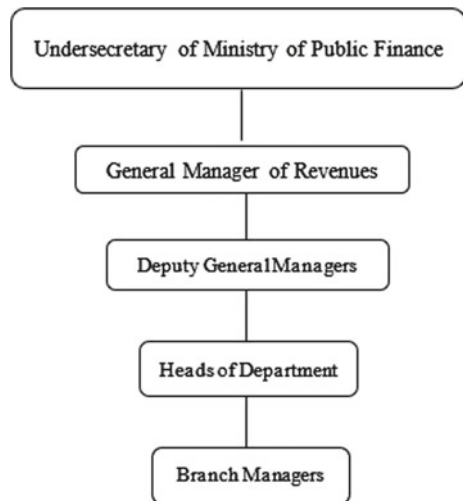 Undersecretary of Ministry of Public Finance
General Manager of Revenues
Deputy General Managers
Heads of Department
Branch Managers